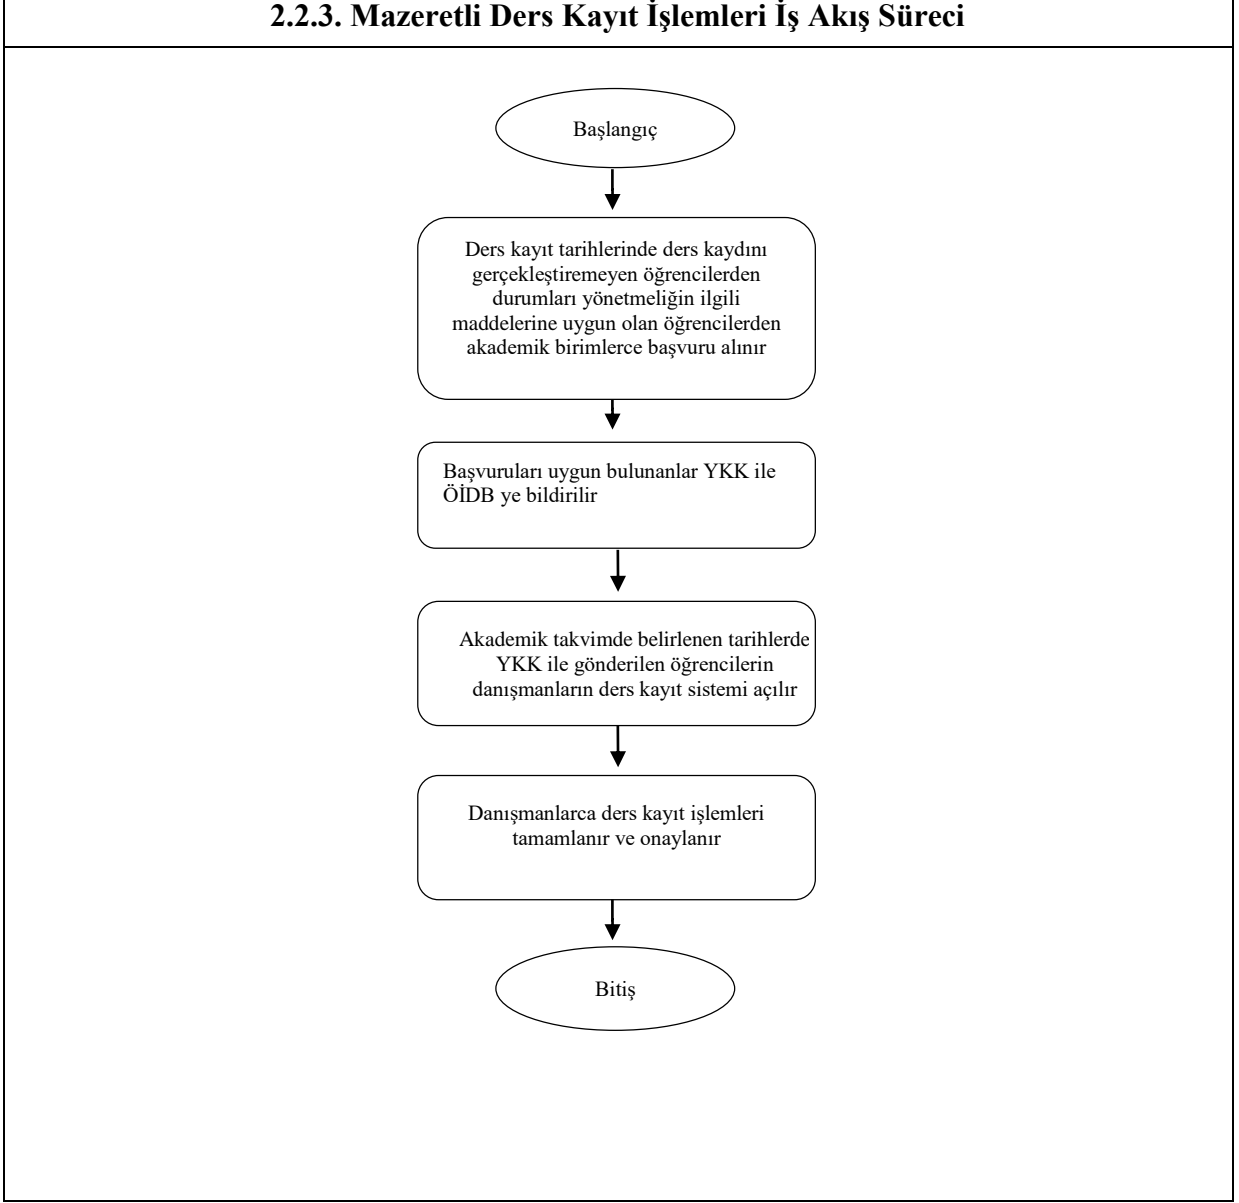 2.2.3. Mazeretli Ders Kayıt İşlemleri İş Akış Süreci
Başlangıç
Ders kayıt tarihlerinde ders kaydını
gerçekleştiremeyen öğrencilerden
durumları yönetmeliğin ilgili
maddelerine uygun olan öğrencilerden
akademik birimlerce başvuru alınır
Başvuruları uygun bulunanlar YKK ile
ÖİDB ye bildirilir
Akademik takvimde belirlenen tarihlerde
YKK ile gönderilen öğrencilerin
danışmanların ders kayıt sistemi açılır
Danışmanlarca ders kayıt işlemleri
tamamlanır ve onaylanır
Bitiş